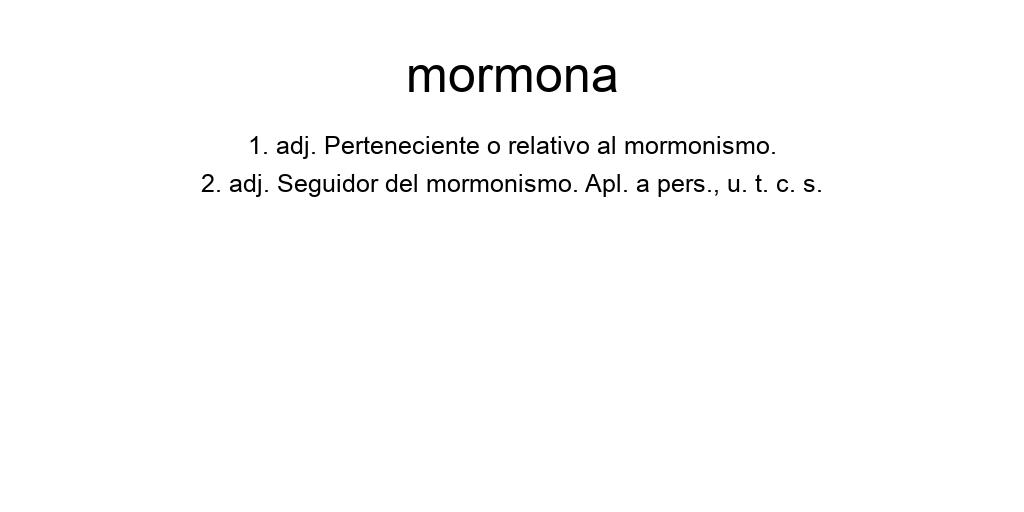 mormona
1. adj. Perteneciente o relativo al mormonismo.
2. adj. Seguidor del mormonismo. Apl. a pers., u. t. c. s.